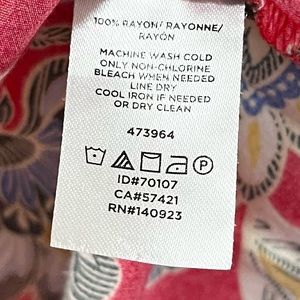 100% RAYON/ RAYONNE/
RAYÓN
MACHINE WASH COLD
ONLY NON-CHLORINE
BLEACH WHEN NEEDED
LINE DRY
COOL IRON IF NEEDED
OR DRY CLEAN
473964
P
ID#70107
CA#57421
RN#140923